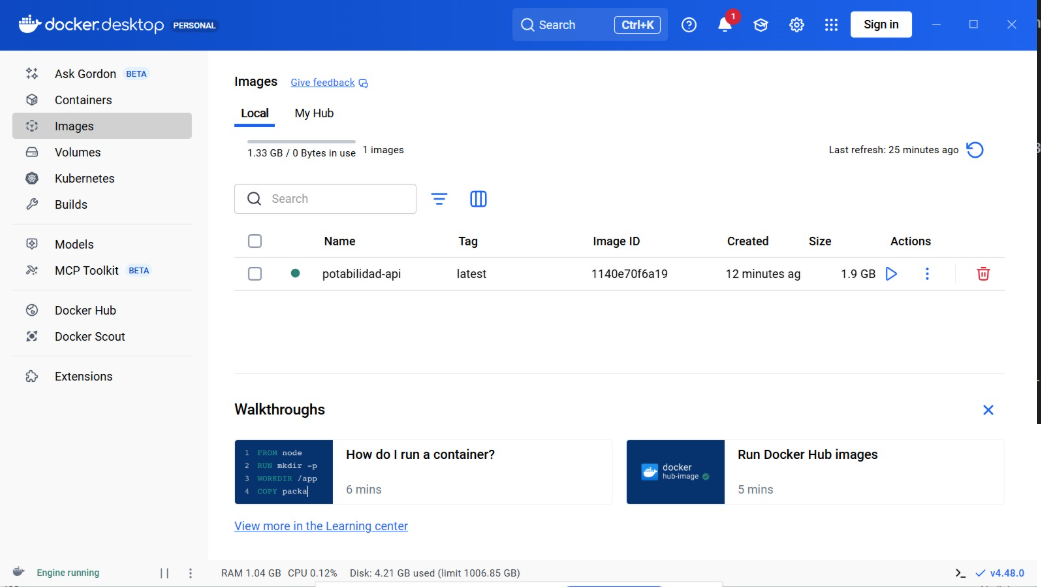 docker desktop PERSONAL Search Ctrl+K 1 Sign in
Ask Gordon BETA
Containers
Images
Volumes
Kubernetes
Builds
Models
MCP Toolkit BETA
Docker Hub
Docker Scout
Extensions
Images Give feedback
Local My Hub
1.33 GB / 0 Bytes in use 1 images Last refresh: 25 minutes ago
Search
Name Tag Image ID Created Size Actions
potabilidad-api latest 1140e70f6a19 12 minutes ag 1.9 GB
Walkthroughs
1 FROM node
2 RUN mkdir -p
3 WORKDIR /app
4 COPY packa
How do I run a container?
6 mins
docker
hub-image
Run Docker Hub images
5 mins
View more in the Learning center
Engine running RAM 1.04 GB CPU 0.12% Disk: 4.21 GB used (limit 1006.85 GB) v4.48.0